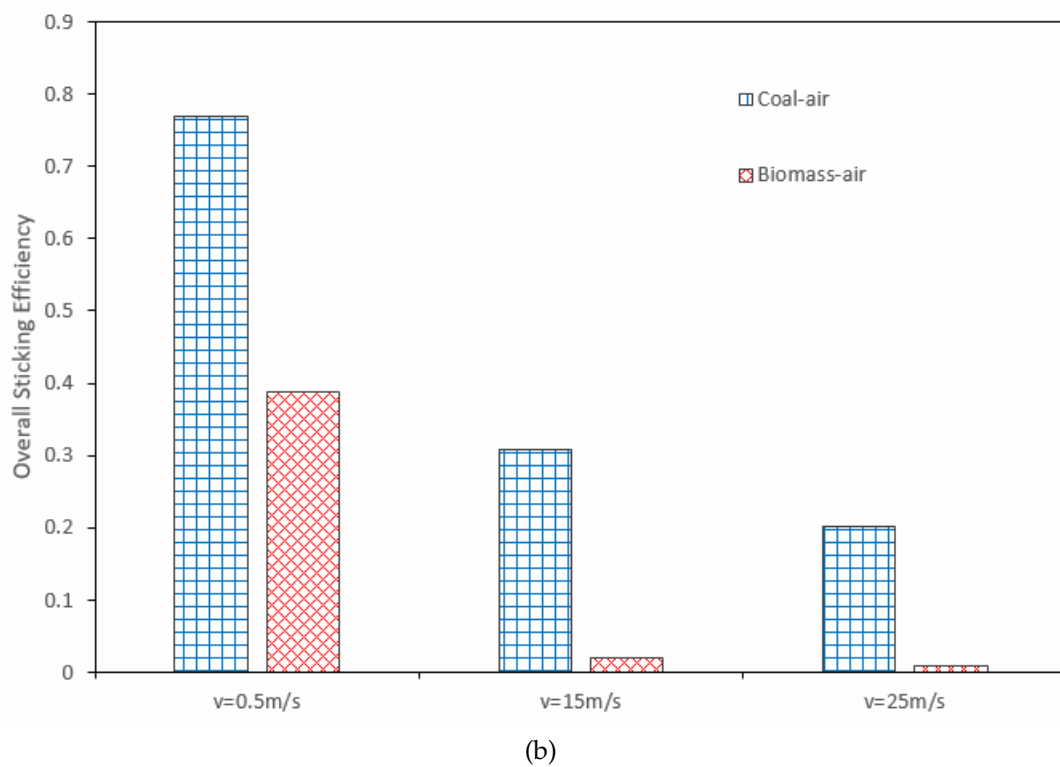 0.9
0.8
0.7
0.6
0.5
0.4
0.3
0.2
0.1
0
Overall Sticking Efficiency
Coal-air
Biomass-air
v=0.5m/s
v=15m/s
v=25m/s
(b)